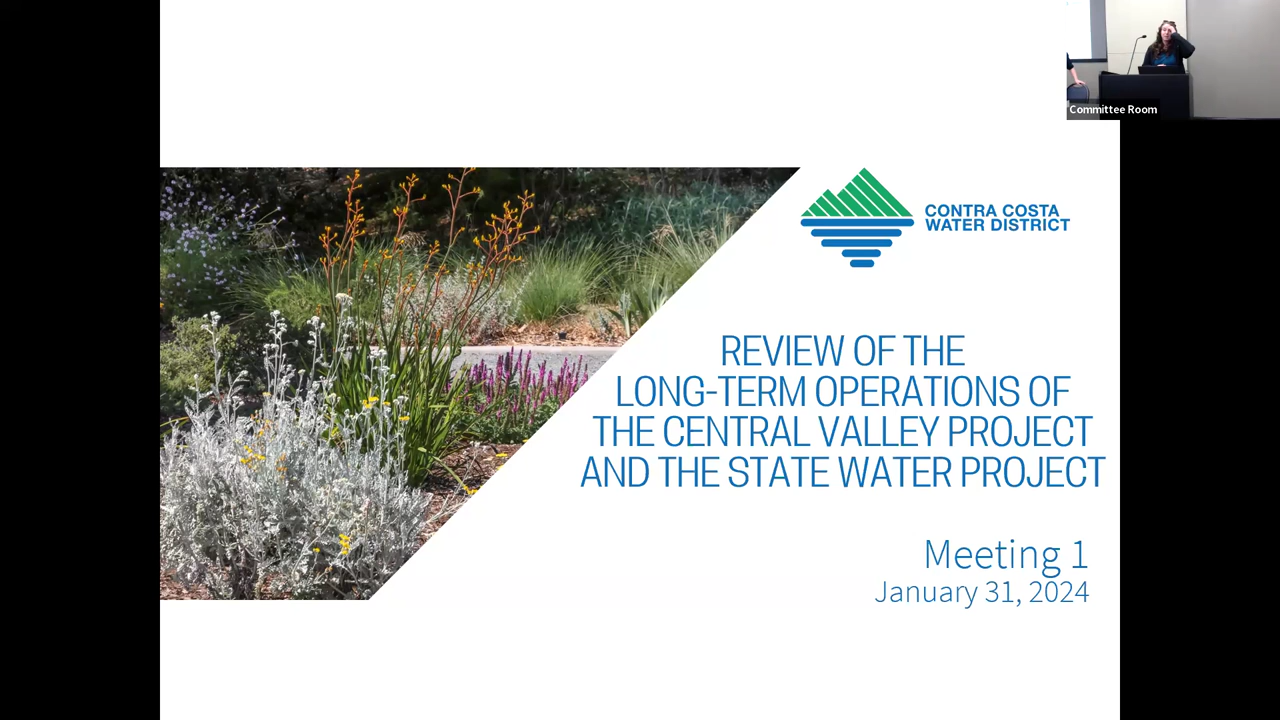 Committee Room
CONTRA COSTA
WATER DISTRICT
REVIEW OF THE
LONG-TERM OPERATIONS OF
THE CENTRAL VALLEY PROJECT
AND THE STATE WATER PROJECT
Meeting 1
January 31, 2024